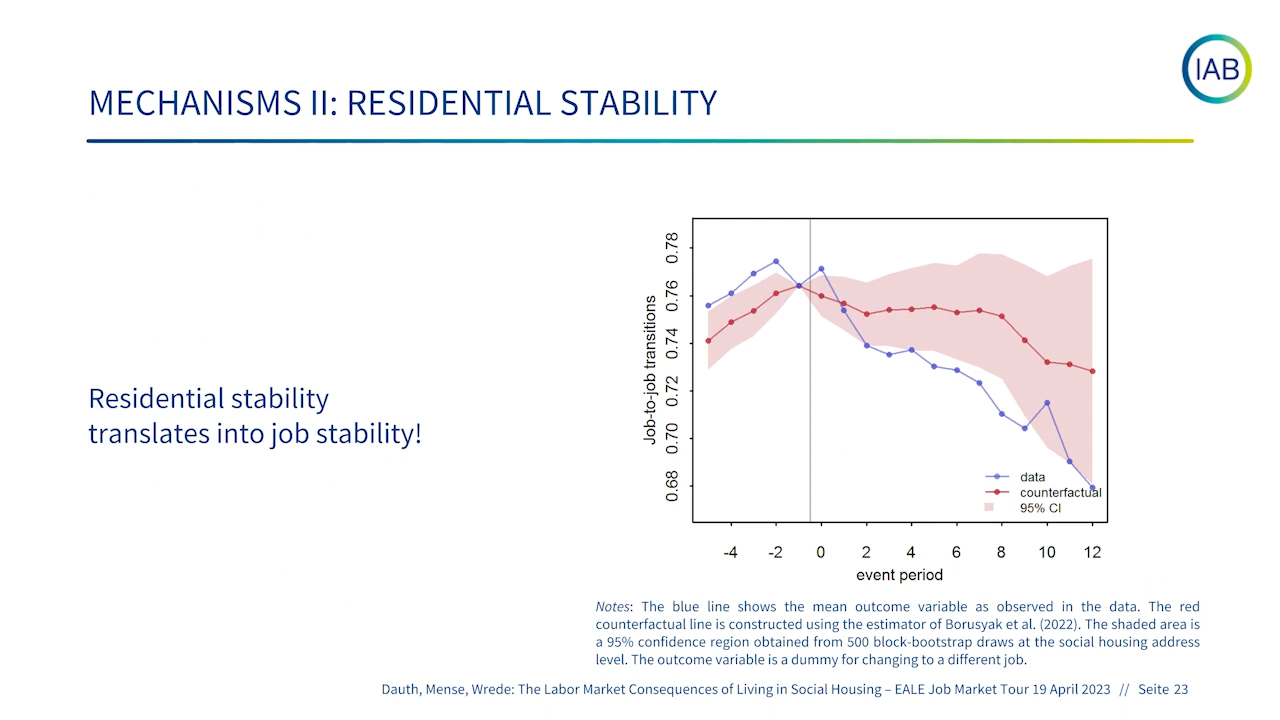 IAB
MECHANISMS II: RESIDENTIAL STABILITY
Residential stability
translates into job stability!
Job-to-job transitions
0.78
0.76
0.74
0.72
0.70
0.68
data
counterfactual
95% CI
-4 -2 0 2 4 6 8 10 12
event period
Notes: The blue line shows the mean outcome variable as observed in the data. The red
counterfactual line is constructed using the estimator of Borusyak et al. (2022). The shaded area is
a 95% confidence region obtained from 500 block-bootstrap draws at the social housing address
level. The outcome variable is a dummy for changing to a different job.
Dauth, Mense, Wrede: The Labor Market Consequences of Living in Social Housing – EALE Job Market Tour 19 April 2023 // Seite 23